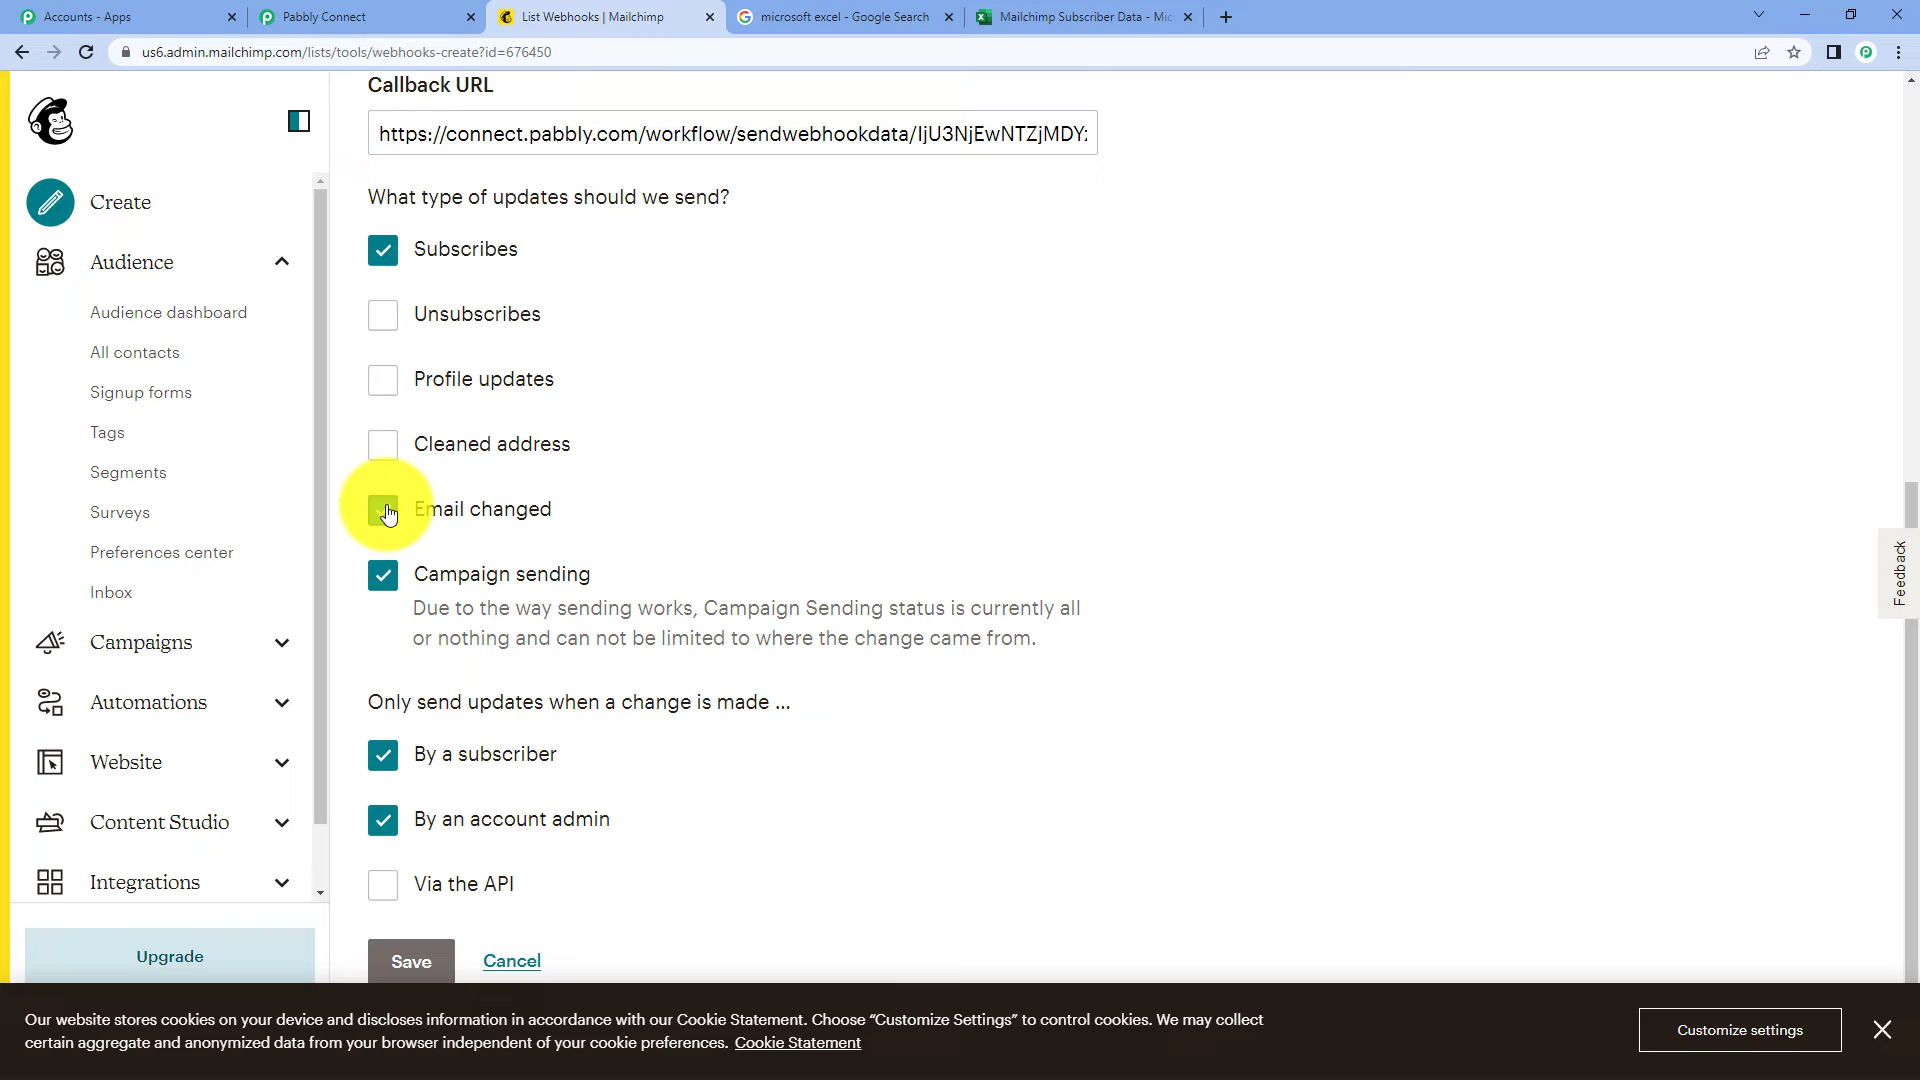 Accounts - Apps
Pabbly Connect
List Webhooks | Mailchimp
microsoft excel - Google Search
Mailchimp Subscriber Data - Mic
us6.admin.mailchimp.com/lists/tools/webhooks-create?id=676450
Create
Audience
Audience dashboard
All contacts
Signup forms
Tags
Segments
Surveys
Preferences center
Inbox
Campaigns
Automations
Website
Content Studio
Integrations
Upgrade
Callback URL
https://connect.pabbly.com/workflow/sendwebhookdata/IjU3NjEwNTZjMDY
What type of updates should we send?
Subscribes
Unsubscribes
Profile updates
Cleaned address
Email changed
Campaign sending
Due to the way sending works, Campaign Sending status is currently all
or nothing and can not be limited to where the change came from.
Only send updates when a change is made ...
By a subscriber
By an account admin
Via the API
Save
Cancel
Feedback
Our website stores cookies on your device and discloses information in accordance with our Cookie Statement. Choose “Customize Settings” to control cookies. We may collect
certain aggregate and anonymized data from your browser independent of your cookie preferences. Cookie Statement
Customize settings